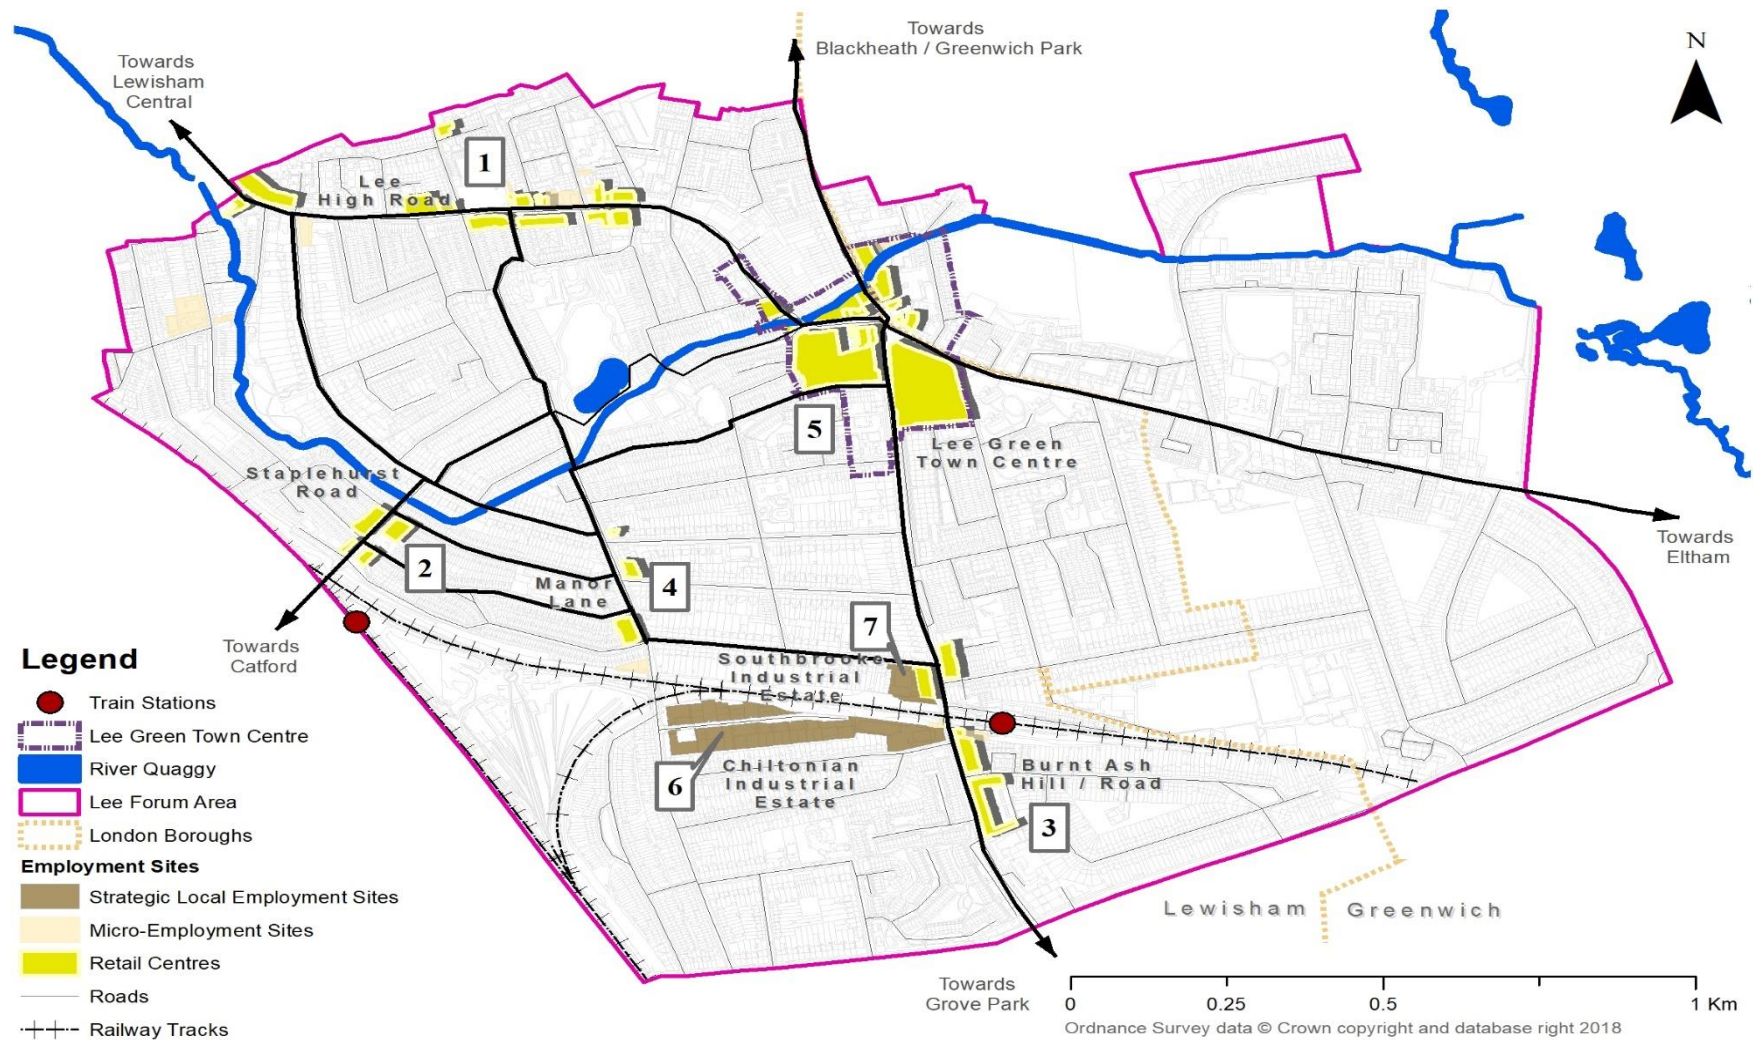 Towards
Blackheath / Greenwich Park
N
Towards
Lewisham
Central
1
Lee
High Road
5
Lee Green
Town Centre
Staplehurst
Road
Towards
Eltham
2
Manor
Lane
4
7
Towards
Catford
Southbrooke
Industrial
Estate
6
Chiltonian
Industrial
Estate
Burnt Ash
Hill / Road
3
Lewisham
Greenwich
Towards
Grove Park
0
0.25
0.5
1 Km
Ordnance Survey data © Crown copyright and database right 2018
Legend
Train Stations
Lee Green Town Centre
River Quaggy
Lee Forum Area
London Boroughs
Employment Sites
Strategic Local Employment Sites
Micro-Employment Sites
Retail Centres
Roads
Railway Tracks